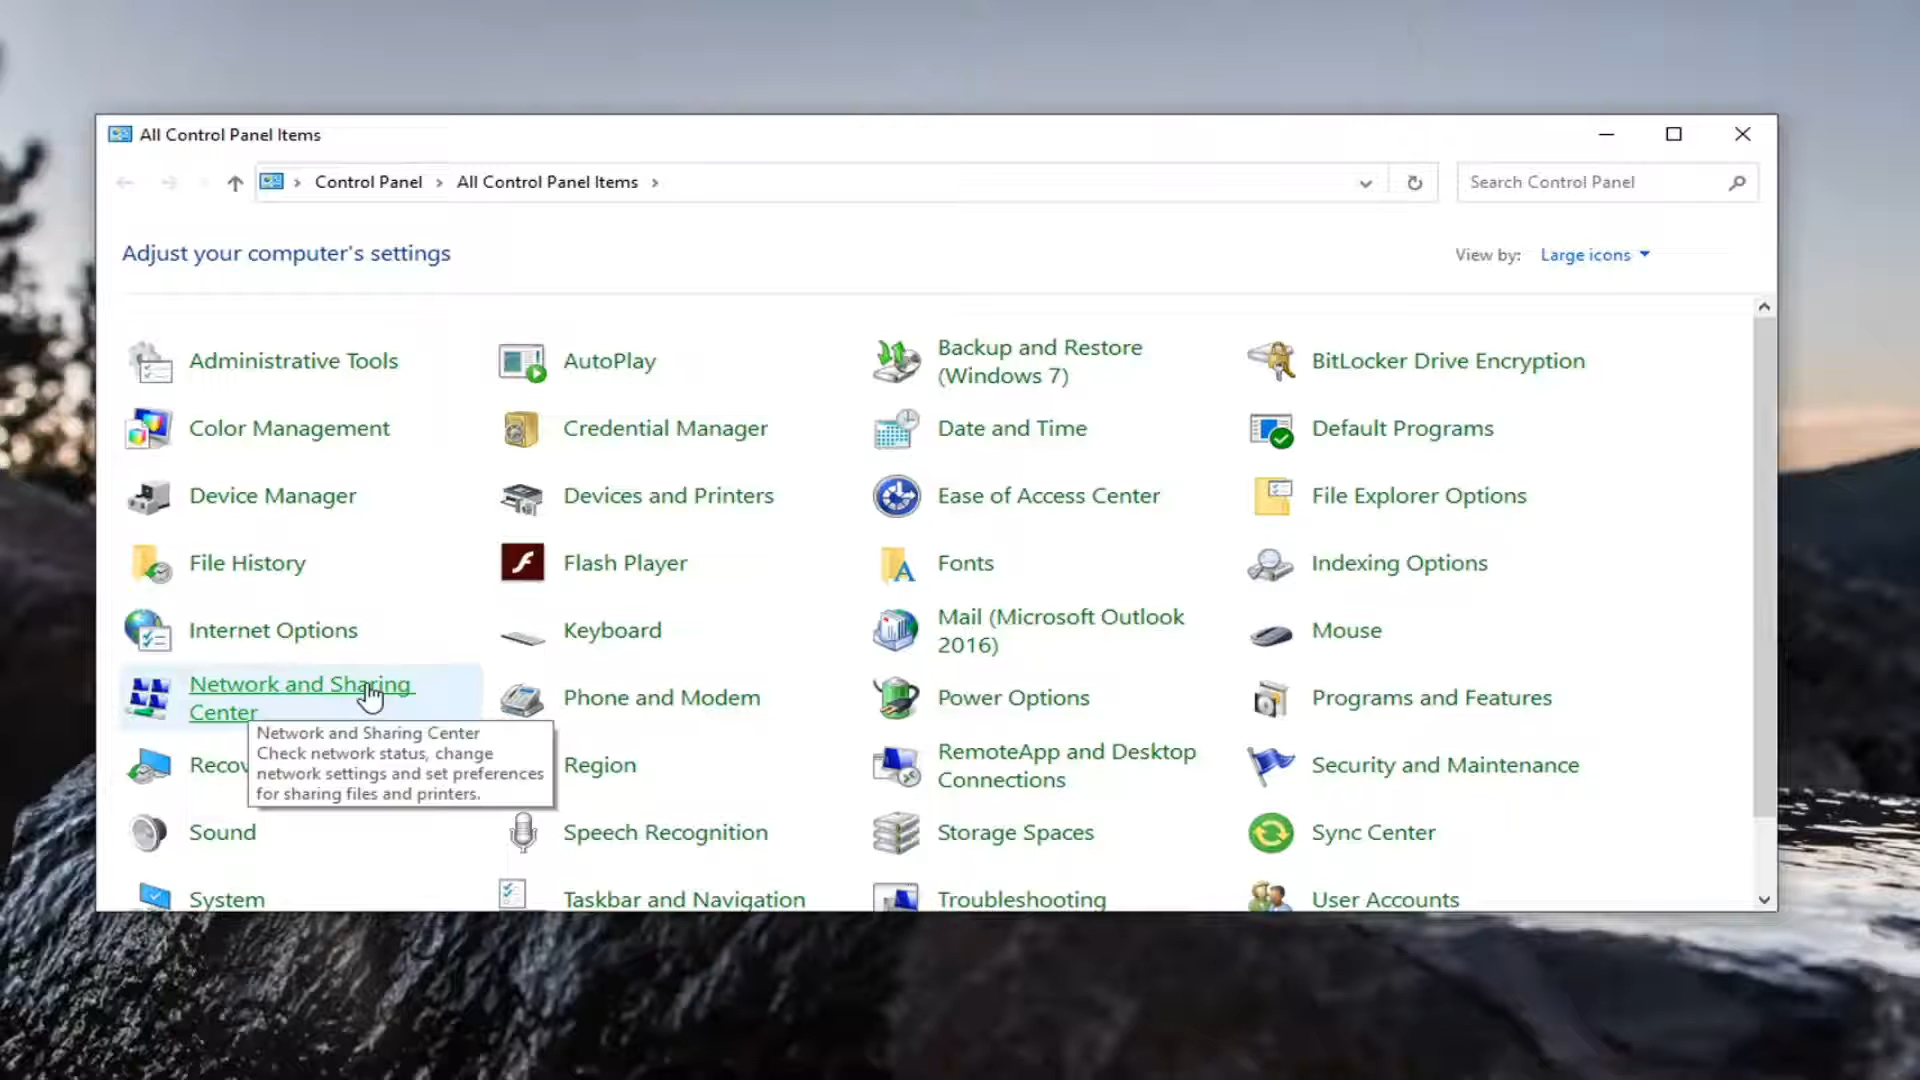 All Control Panel Items
Control Panel All Control Panel Items
Search Control Panel
Adjust your computer's settings
View by: Large icons
Administrative Tools
AutoPlay
Backup and Restore
(Windows 7)
BitLocker Drive Encryption
Color Management
Credential Manager
Date and Time
Default Programs
Device Manager
Devices and Printers
Ease of Access Center
File Explorer Options
File History
Flash Player
Fonts
Indexing Options
Internet Options
Keyboard
Mail (Microsoft Outlook
2016)
Mouse
Network and Sharing
Center
Phone and Modem
Power Options
Programs and Features
Network and Sharing Center
Check network status, change
network settings and set preferences
for sharing files and printers.
Recov
Region
RemoteApp and Desktop
Connections
Security and Maintenance
Sound
Speech Recognition
Storage Spaces
Sync Center
System
Taskbar and Navigation
Troubleshooting
User Accounts